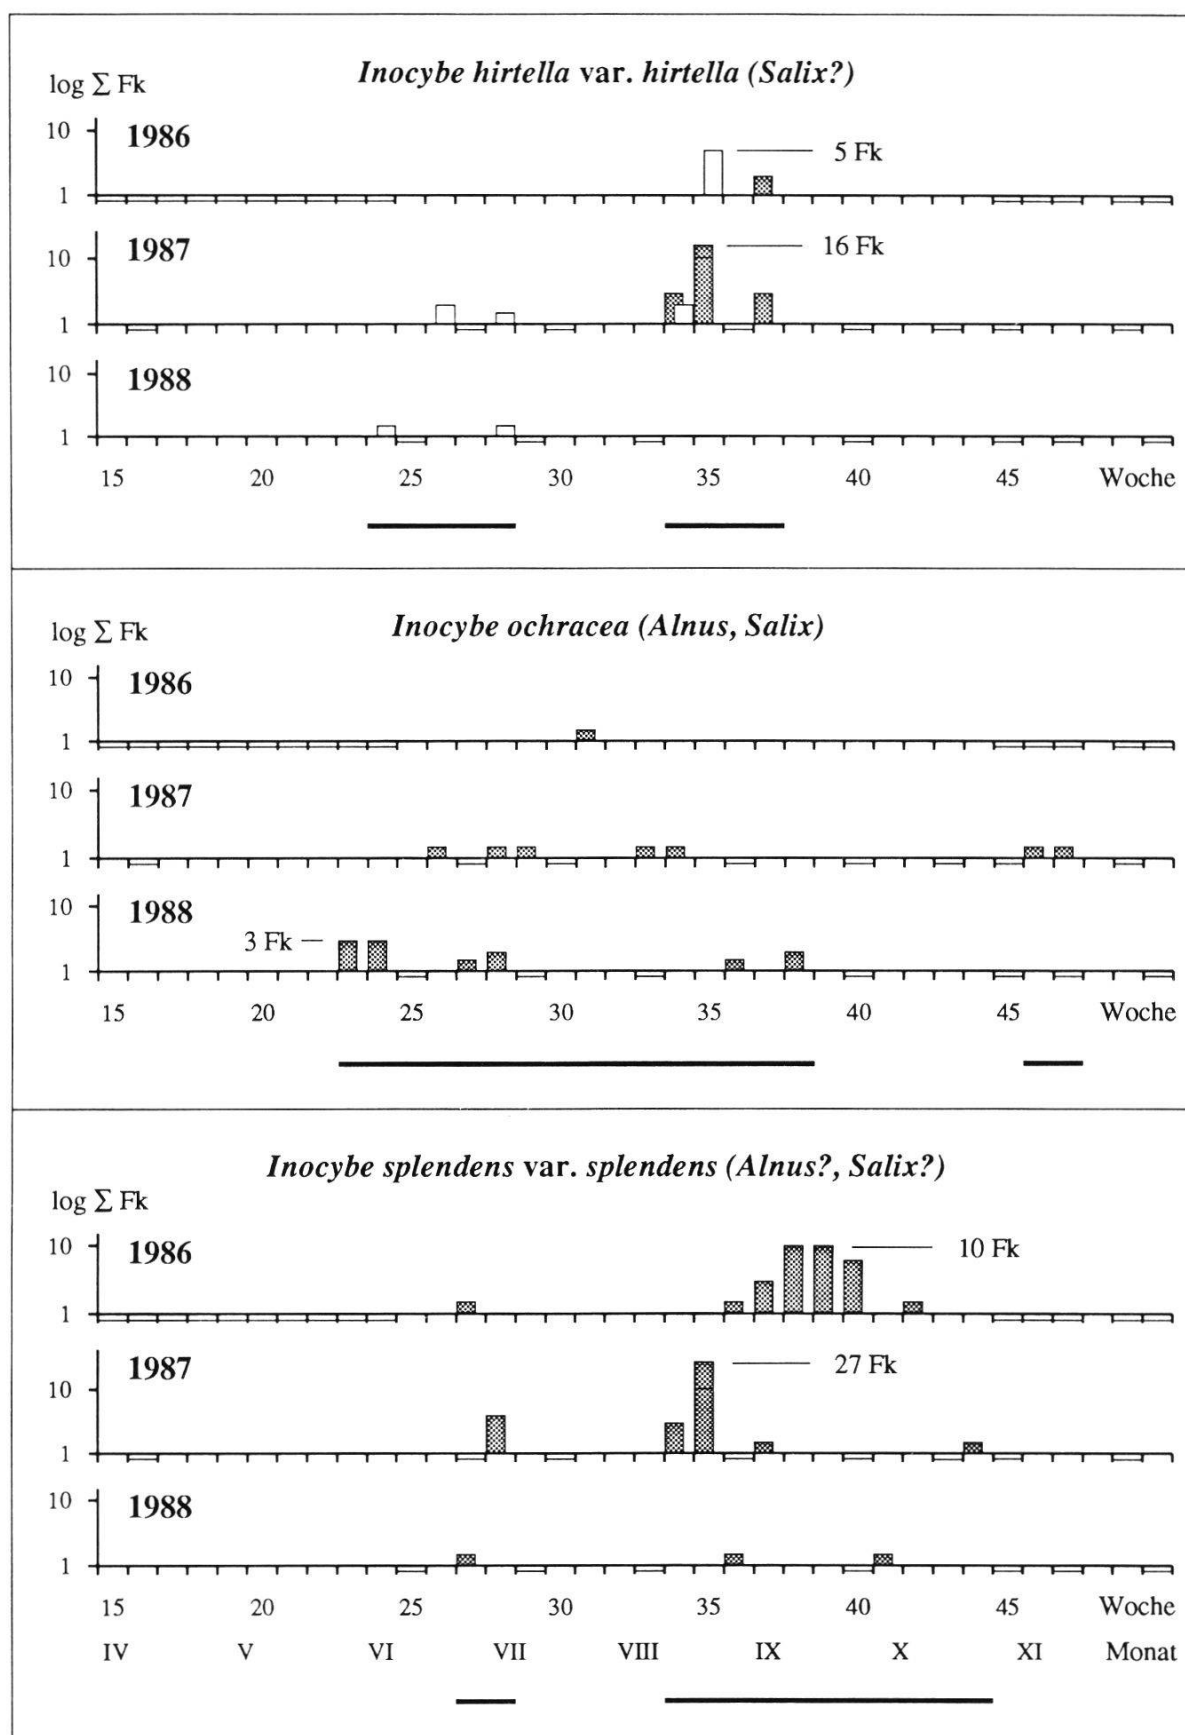 Inocybe hirtella var. hirtella (Salix?)
log ∑ Fk
10 1986 5 Fk
1
10 1987 16 Fk
1
10 1988
1
15 20 25 30 35 40 45 Woche
Inocybe ochracea (Alnus, Salix)
log ∑ Fk
10 1986
1
10 1987
1
10 1988
3 Fk
1
15 20 25 30 35 40 45 Woche
Inocybe splendens var. splendens (Alnus?, Salix?)
log ∑ Fk
10 1986 10 Fk
1
1987 27 Fk
10
1
10 1988
1
15 20 25 30 35 40 45 Woche
IV V VI VII VIII IX X XI Monat